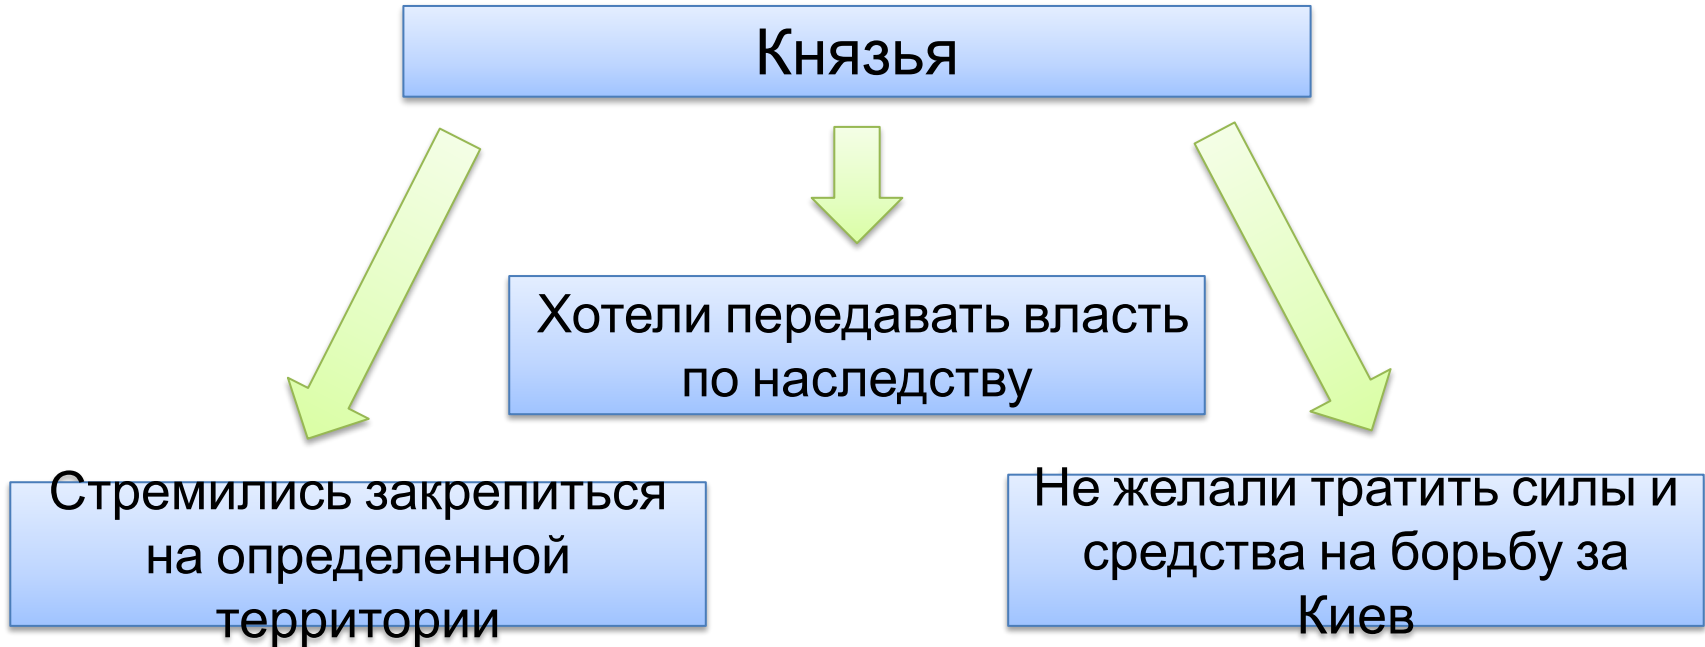 Князья
Хотели передавать власть
по наследству
Стремились закрепиться
на определенной
территории
Не желали тратить силы и
средства на борьбу за
Киев